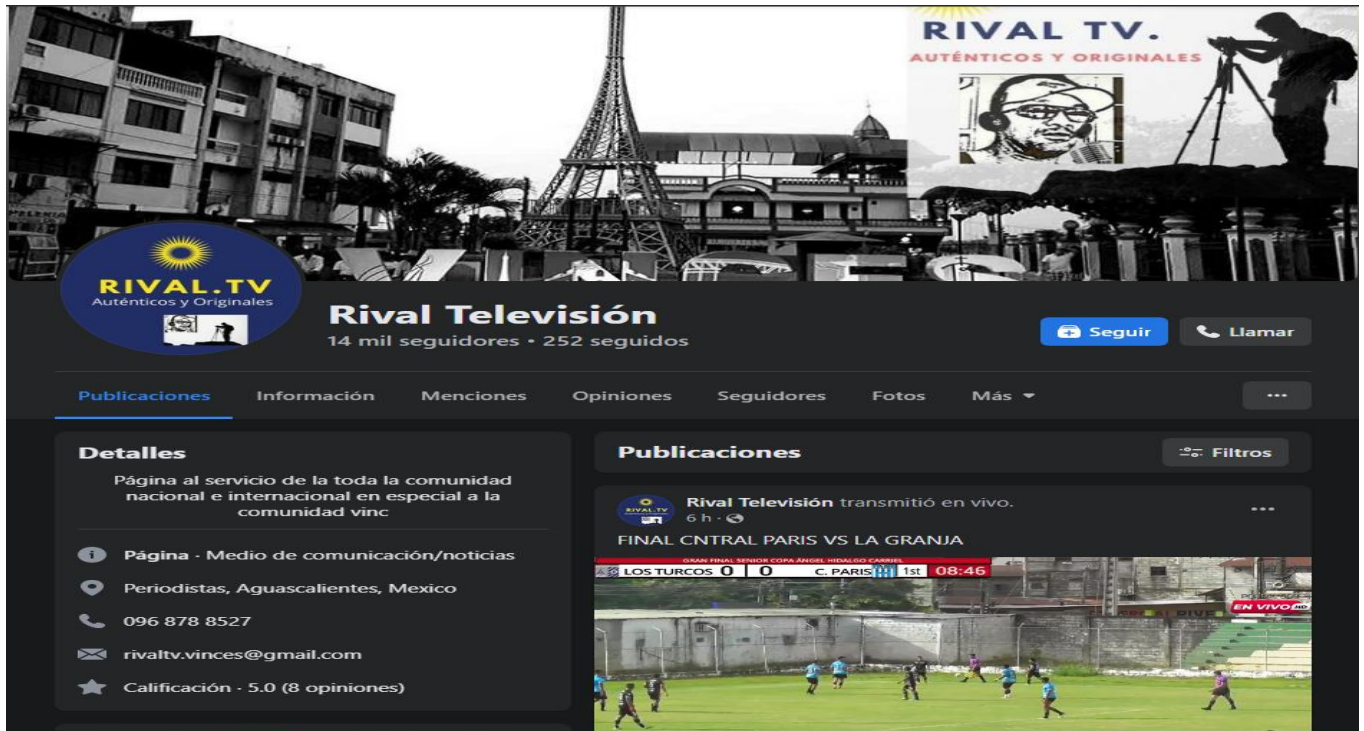 RIVAL TV.
AUTÉNTICOS Y ORIGINALES
VINCES
RIVAL.TV
Auténticos y Originales
Rival Televisión
14 mil seguidores • 252 seguidos
Seguir
Llamar
Publicaciones
Información
Menciones
Opiniones
Seguidores
Fotos
Más
Detalles
Página al servicio de la toda la comunidad
nacional e internacional en especial a la
comunidad vinc
Página · Medio de comunicación/noticias
Periodistas, Aguascalientes, Mexico
096 878 8527
rivaltv.vinces@gmail.com
Calificación · 5.0 (8 opiniones)
Publicaciones
Filtros
RIVAL.TV
Rival Televisión transmitió en vivo.
6 h ·
FINAL CNTRAL PARIS VS LA GRANJA
GRAN FINAL SENIOR COPA ÁNGEL HIDALGO CARRIEL
LOS TURCOS 0 0 C. PARIS 1st 08:46
EN VIVO HD